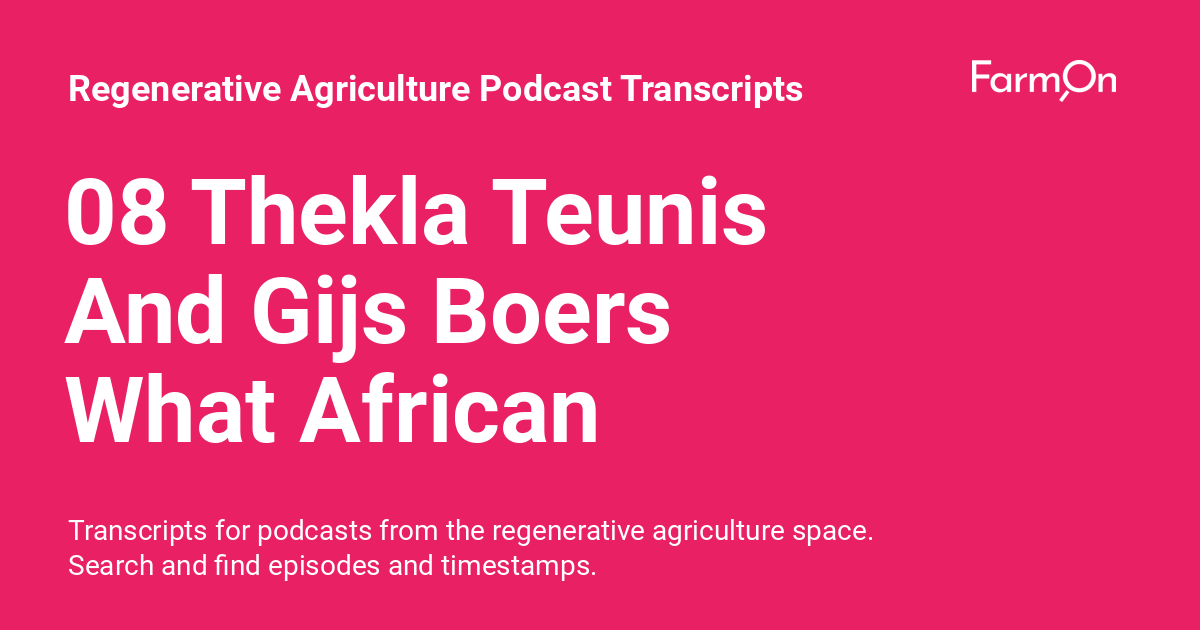 Regenerative Agriculture Podcast Transcripts
FarmOn
08 Thekla Teunis
And Gijs Boers
What African
Transcripts for podcasts from the regenerative agriculture space.
Search and find episodes and timestamps.